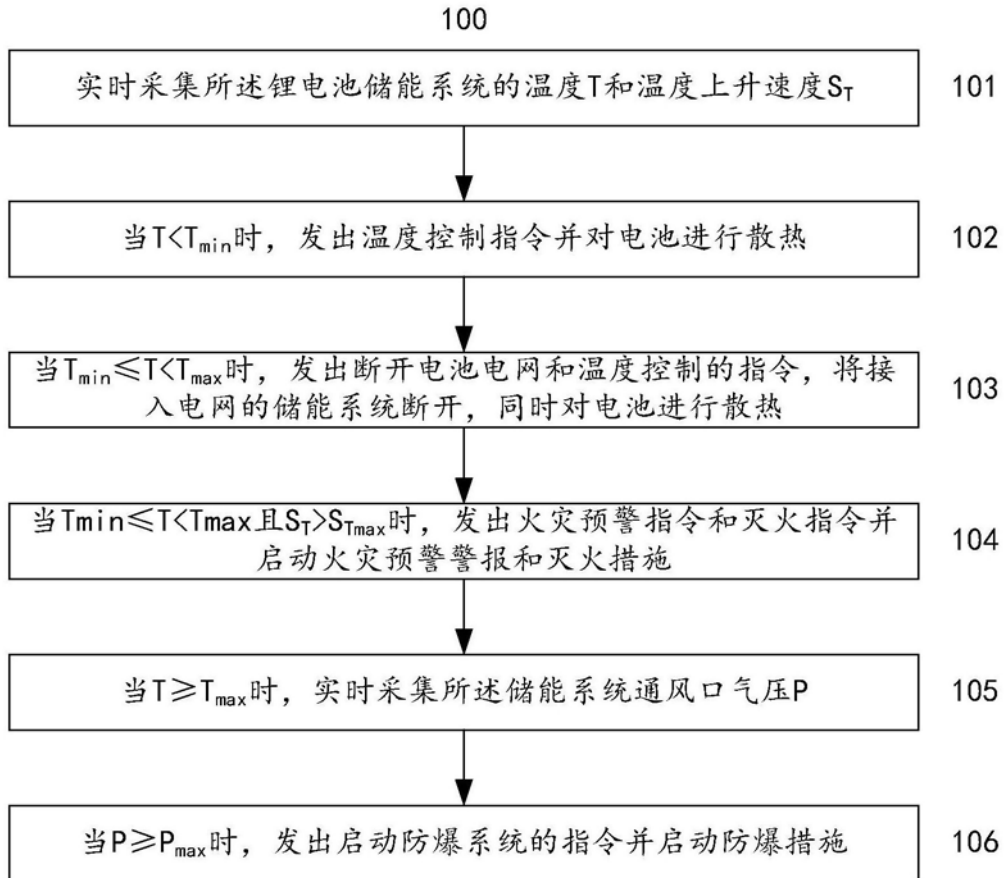 100
实时采集所述锂电池储能系统的温度T和温度上升速度S_T
101
当T<T_min时，发出温度控制指令并对电池进行散热
102
当T_min≤T<T_max时，发出断开电池电网和温度控制的指令，将接
入电网的储能系统断开，同时对电池进行散热
103
当Tmin≤T<Tmax且S_T>S_Tmax时，发出火灾预警指令和灭火指令并
启动火灾预警警报和灭火措施
104
当T≥T_max时，实时采集所述储能系统通风口气压P
105
当P≥P_max时，发出启动防爆系统的指令并启动防爆措施
106